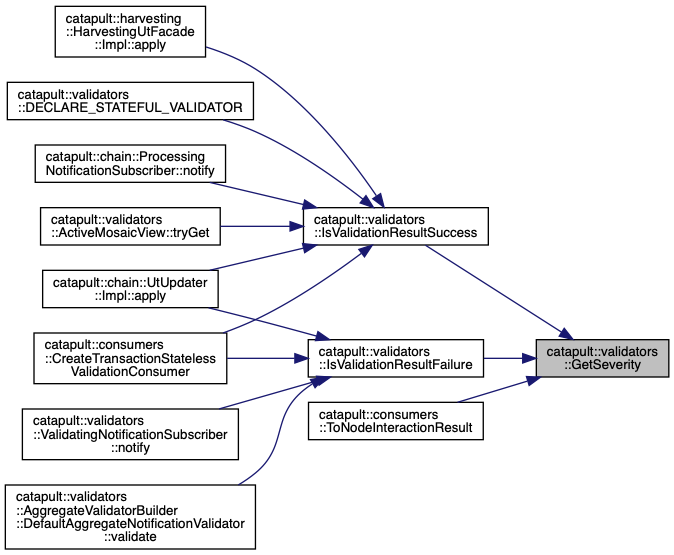 catapult::harvesting
::HarvestingUtFacade
::Impl::apply
catapult::validators
::DECLARE_STATEFUL_VALIDATOR
catapult::chain::Processing
NotificationSubscriber::notify
catapult::validators
::ActiveMosaicView::tryGet
catapult::validators
::IsValidationResultSuccess
catapult::chain::UtUpdater
::Impl::apply
catapult::consumers
::CreateTransactionStateless
ValidationConsumer
catapult::validators
::IsValidationResultFailure
catapult::validators
::GetSeverity
catapult::validators
::ValidatingNotificationSubscriber
::notify
catapult::consumers
::ToNodeInteractionResult
catapult::validators
::AggregateValidatorBuilder
::DefaultAggregateNotificationValidator
::validate